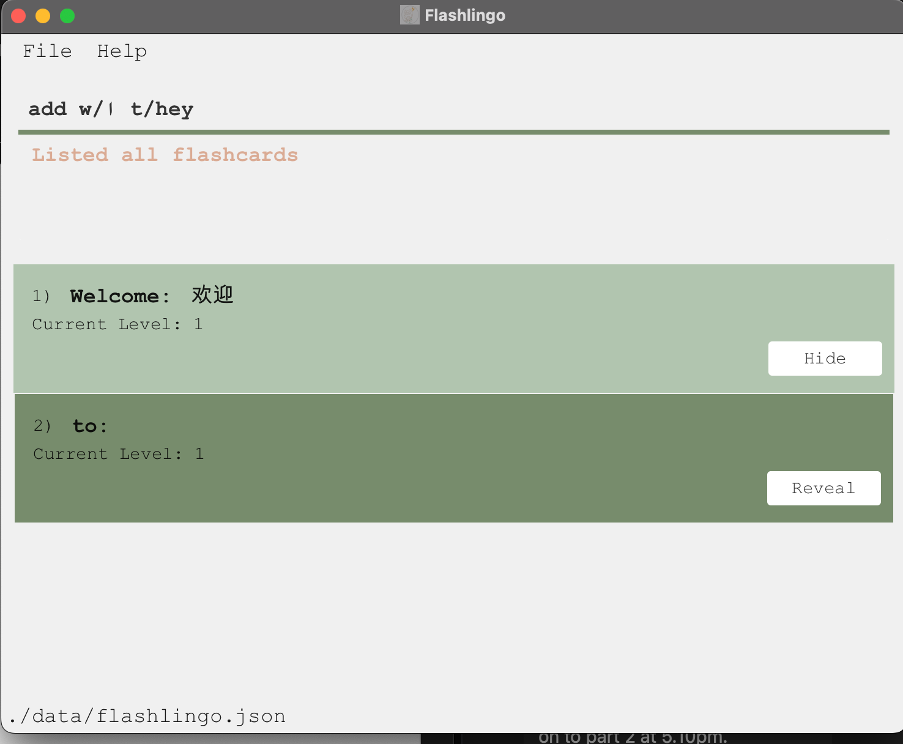 Flashlingo
File Help
add w/। t/hey
Listed all flashcards
1) Welcome: 欢迎
Current Level: 1
Hide
2) to:
Current Level: 1
Reveal
./data/flashlingo.json
on to part 2 at 5.10pm.